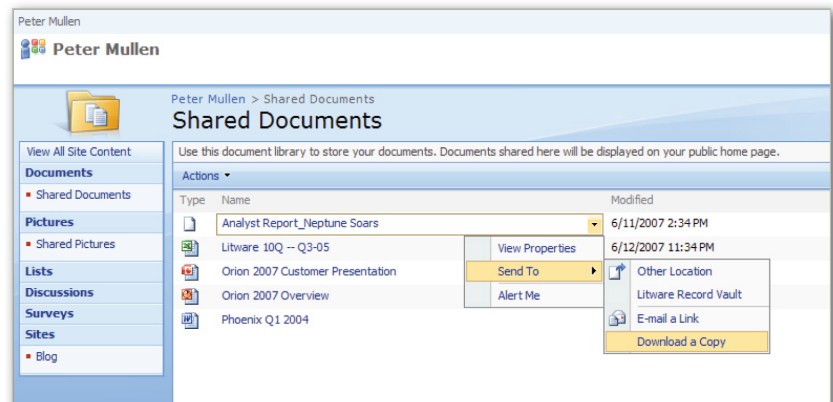 Peter Mullen
Peter Mullen
Peter Mullen > Shared Documents
Shared Documents
View All Site Content
Documents
Shared Documents
Pictures
Shared Pictures
Lists
Discussions
Surveys
Sites
Blog
Use this document library to store your documents. Documents shared here will be displayed on your public home page.
Actions
Type Name Modified
Analyst Report_Neptune Soars 6/11/2007 2:34 PM
Litware 10Q -- Q3-05 6/12/2007 11:34 PM
Orion 2007 Customer Presentation
Orion 2007 Overview
Phoenix Q1 2004
View Properties
Send To
Alert Me
Other Location
Litware Record Vault
E-mail a Link
Download a Copy